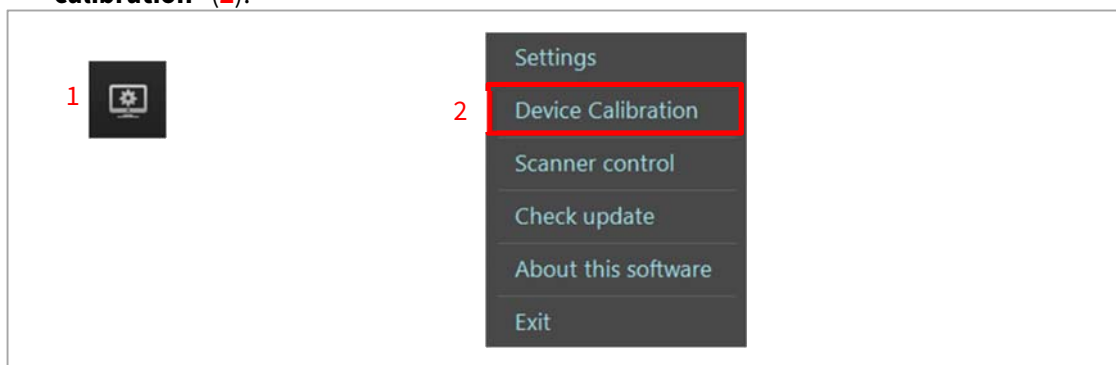 calibration" (2).
1
2
Settings
Device Calibration
Scanner control
Check update
About this software
Exit